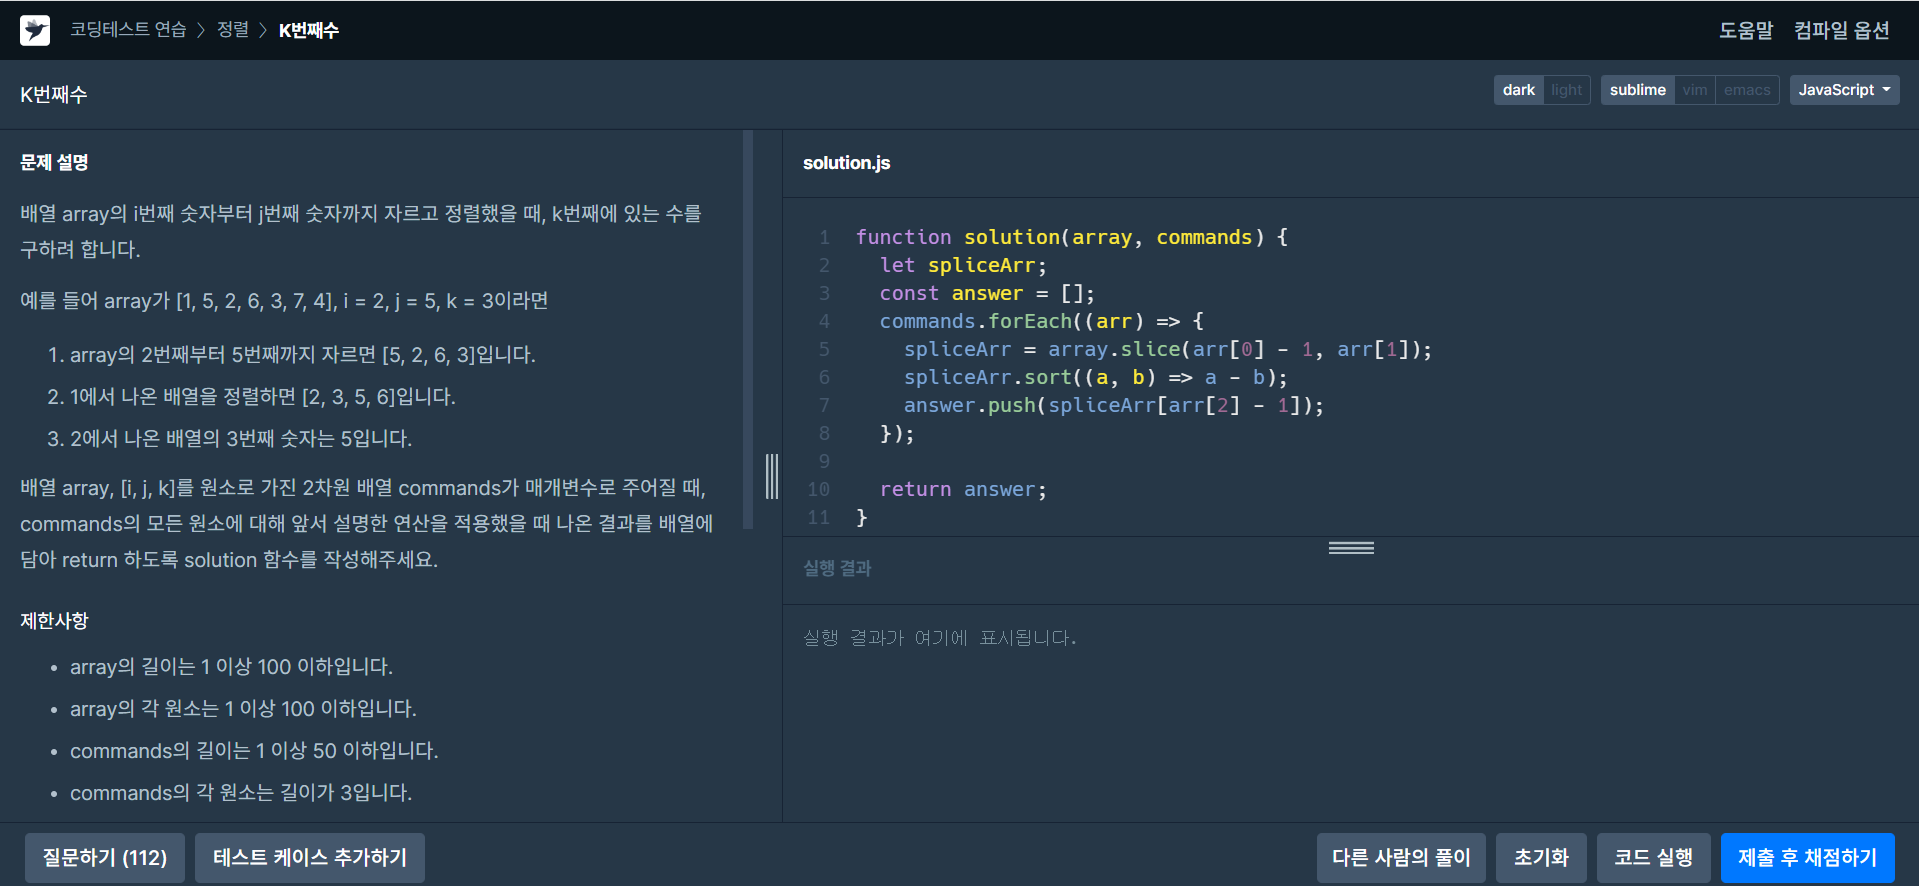 코딩테스트 연습 > 정렬 > K번째수
도움말 컴파일 옵션
K번째수
dark light sublime vim emacs JavaScript
문제 설명
배열 array의 i번째 숫자부터 j번째 숫자까지 자르고 정렬했을 때, k번째에 있는 수를
구하려 합니다.
예를 들어 array가 [1, 5, 2, 6, 3, 7, 4], i = 2, j = 5, k = 3이라면
1. array의 2번째부터 5번째까지 자르면 [5, 2, 6, 3]입니다.
2. 1에서 나온 배열을 정렬하면 [2, 3, 5, 6]입니다.
3. 2에서 나온 배열의 3번째 숫자는 5입니다.
배열 array, [i, j, k]를 원소로 가진 2차원 배열 commands가 매개변수로 주어질 때,
commands의 모든 원소에 대해 앞서 설명한 연산을 적용했을 때 나온 결과를 배열에
담아 return 하도록 solution 함수를 작성해주세요.
제한사항
• array의 길이는 1 이상 100 이하입니다.
• array의 각 원소는 1 이상 100 이하입니다.
• commands의 길이는 1 이상 50 이하입니다.
• commands의 각 원소는 길이가 3입니다.
solution.js
1 function solution(array, commands) {
2   let spliceArr;
3   const answer = [];
4   commands.forEach((arr) => {
5     spliceArr = array.slice(arr[0] - 1, arr[1]);
6     spliceArr.sort((a, b) => a - b);
7     answer.push(spliceArr[arr[2] - 1]);
8   });
9
10   return answer;
11 }
실행 결과
실행 결과가 여기에 표시됩니다.
질문하기 (112) 테스트 케이스 추가하기
다른 사람의 풀이 초기화 코드 실행 제출 후 채점하기